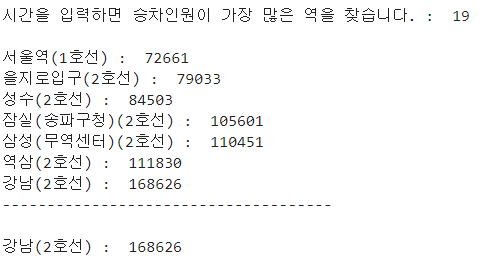 시간을 입력하면 승차인원이 가장 많은 역을 찾습니다. :  19
서울역(1호선) :  72661
을지로입구(2호선) :  79033
성수(2호선) :  84503
잠실(송파구청)(2호선) :  105601
삼성(무역센터)(2호선) :  110451
역삼(2호선) :  111830
강남(2호선) :  168626
------------------------------------
강남(2호선) :  168626